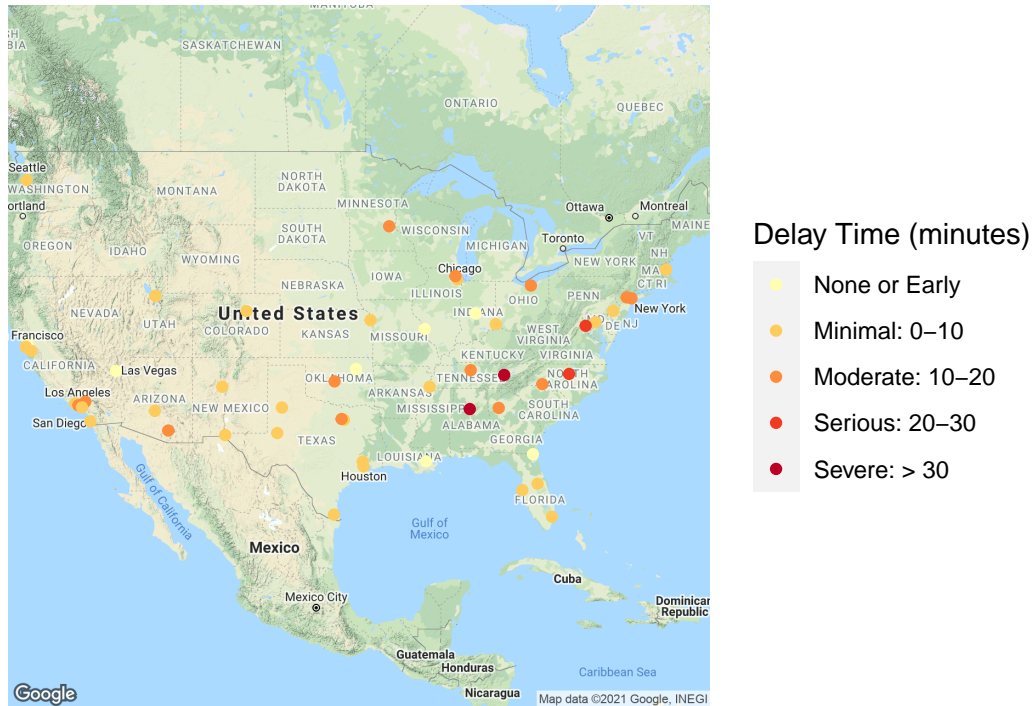 MANITOBA
SH
BIA
SASKATCHEWAN
ONTARIO
QUEBEC
Seattle
WASHINGTON
MONTANA
NORTH
DAKOTA
MINNESOTA
Ottawa
Montreal
ortland
MAINE
SOUTH
DAKOTA
WISCONSIN
MICHIGAN
Toronto
VT
OREGON
IDAHO
WYOMING
NH
NEW YORK
MA
CT RI
Chicago
IOWA
NEBRASKA
ILLINOIS
OHIO
PENN
New York
NEVADA
UTAH
United States
COLORADO
KANSAS
MISSOURI
INDIANA
WEST
VIRGINIA
MD
DE NJ
Francisco
CALIFORNIA
Las Vegas
KENTUCKY
VIRGINIA
OKLAHOMA
TENNESSEE
NORTH
CAROLINA
Los Angeles
ARIZONA
NEW MEXICO
ARKANSAS
MISSISSIPPI
SOUTH
CAROLINA
San Diego
TEXAS
ALABAMA
GEORGIA
LOUISIANA
Houston
FLORIDA
Gulf of California
Gulf of
Mexico
Mexico
Mexico City
Cuba
Dominican
Republic
Guatemala
Honduras
Nicaragua
Caribbean Sea
Google
Map data ©2021 Google, INEGI
Delay Time (minutes)
None or Early
Minimal: 0–10
Moderate: 10–20
Serious: 20–30
Severe: > 30